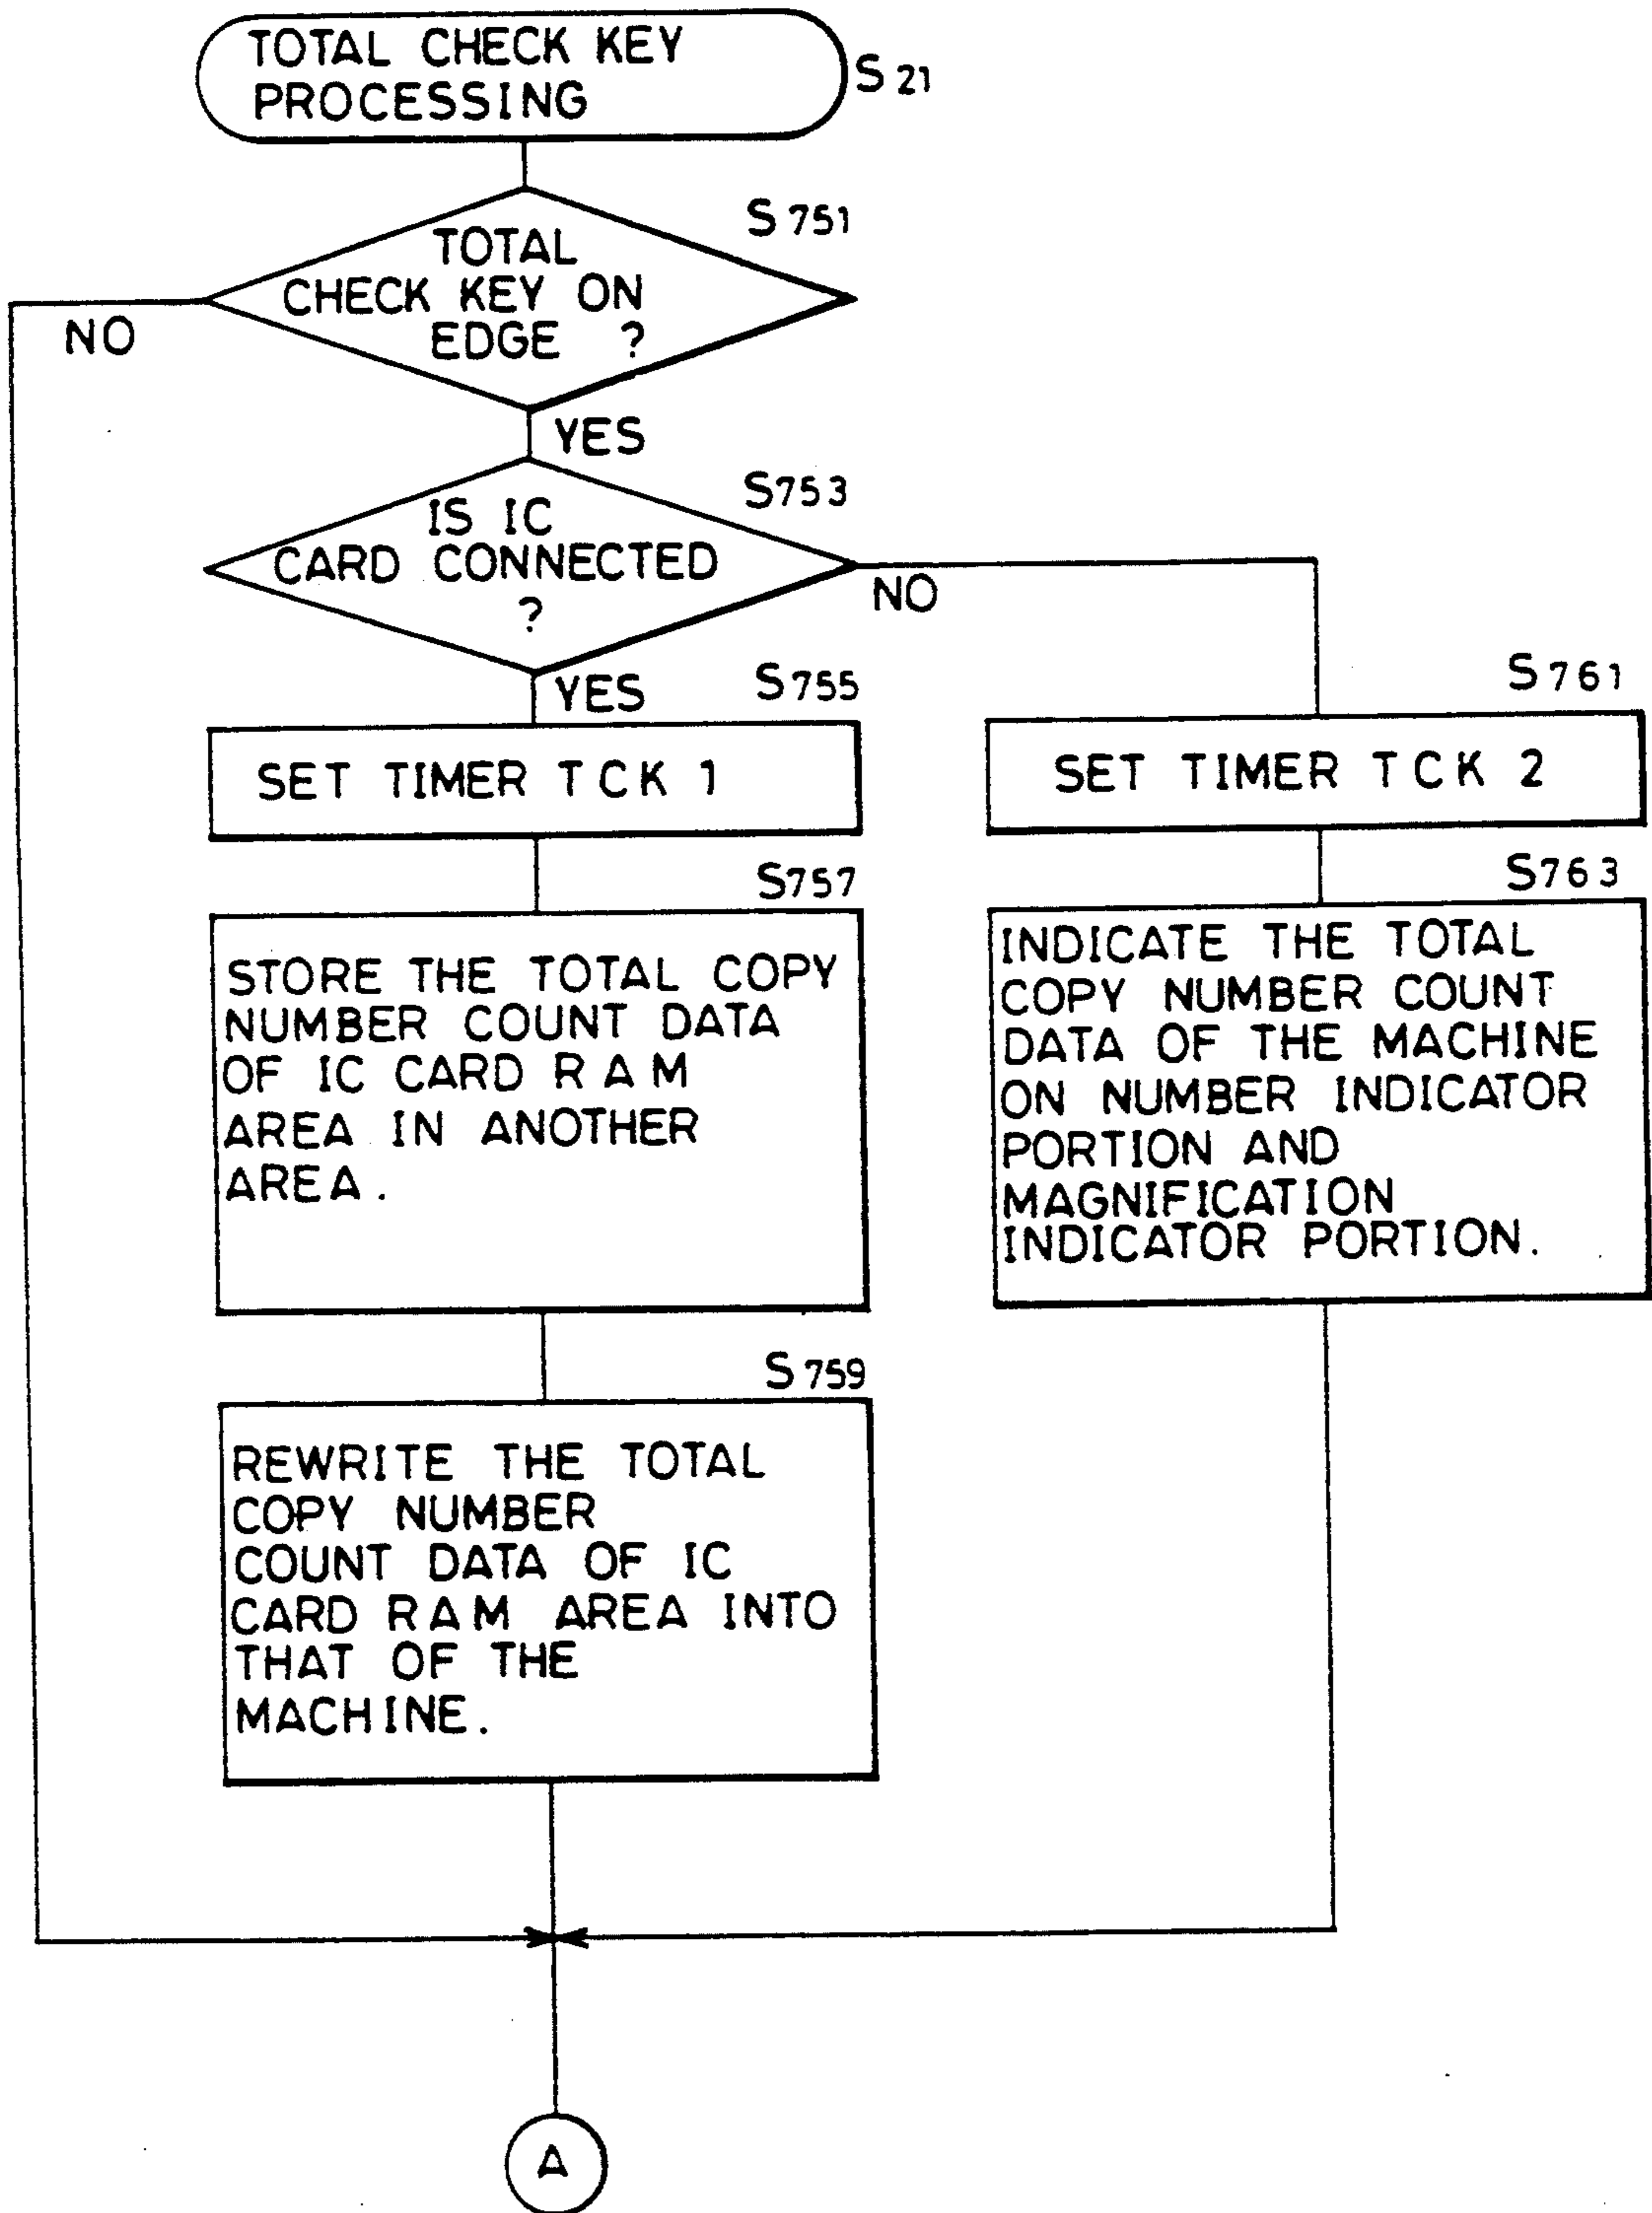 TOTAL CHECK KEY
PROCESSING
S21
S751
TOTAL
CHECK KEY ON
EDGE ?
NO
YES
S753
IS IC
CARD CONNECTED
?
NO
YES
S755
SET TIMER TCK 1
S761
SET TIMER TCK 2
S757
STORE THE TOTAL COPY
NUMBER COUNT DATA
OF IC CARD RAM
AREA IN ANOTHER
AREA.
S763
INDICATE THE TOTAL
COPY NUMBER COUNT
DATA OF THE MACHINE
ON NUMBER INDICATOR
PORTION AND
MAGNIFICATION
INDICATOR PORTION.
S759
REWRITE THE TOTAL
COPY NUMBER
COUNT DATA OF IC
CARD RAM AREA INTO
THAT OF THE
MACHINE.
A